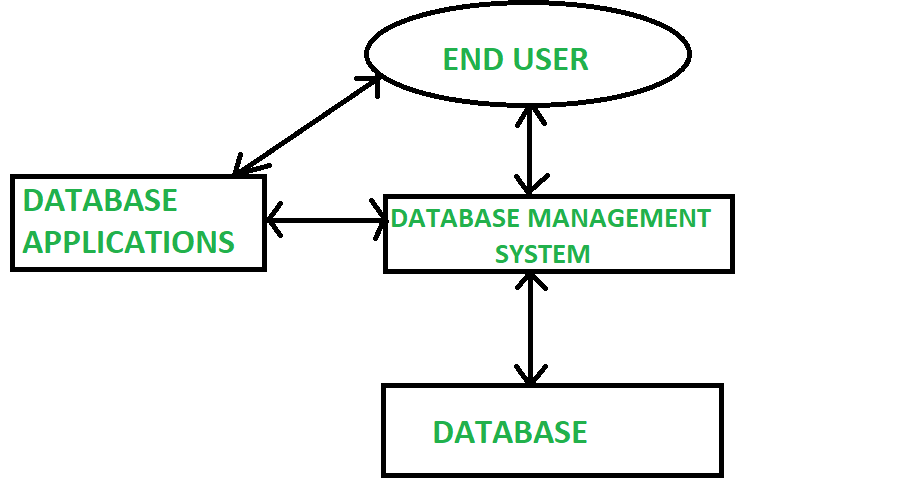 END USER
DATABASE
APPLICATIONS
DATABASE MANAGEMENT
SYSTEM
DATABASE